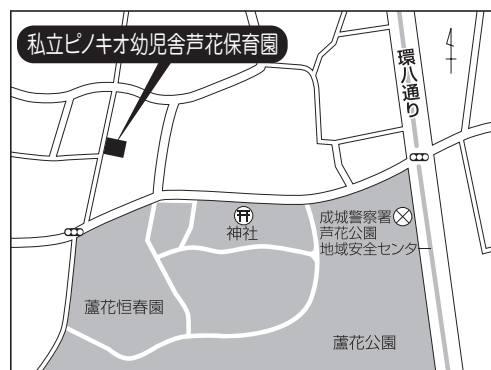 私立ピノキオ幼児舎芦花保育園
環八通り
神社
成城警察署
芦花公園
地域安全センター
蘆花恒春園
蘆花公園